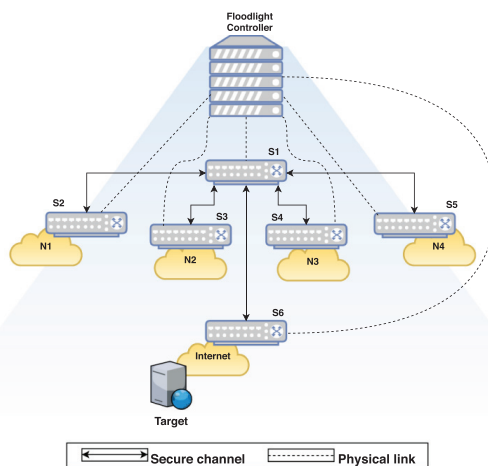 Floodlight
Controller
S1
S2
S3
S4
S5
N1
N2
N3
N4
S6
Internet
Target
Secure channel
Physical link